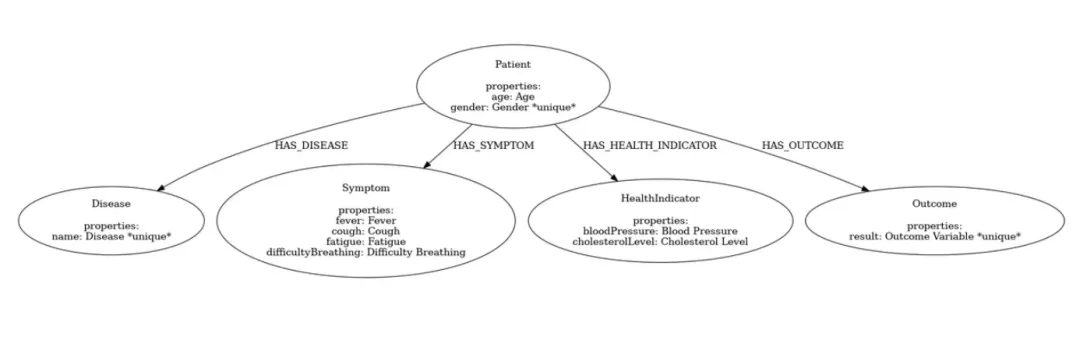 Patient
properties:
age: Age
gender: Gender *unique*
HAS_DISEASE
HAS_SYMPTOM
HAS_HEALTH_INDICATOR
HAS_OUTCOME
Disease
properties:
name: Disease *unique*
Symptom
properties:
fever: Fever
cough: Cough
fatigue: Fatigue
difficultyBreathing: Difficulty Breathing
HealthIndicator
properties:
bloodPressure: Blood Pressure
cholesterolLevel: Cholesterol Level
Outcome
properties:
result: Outcome Variable *unique*